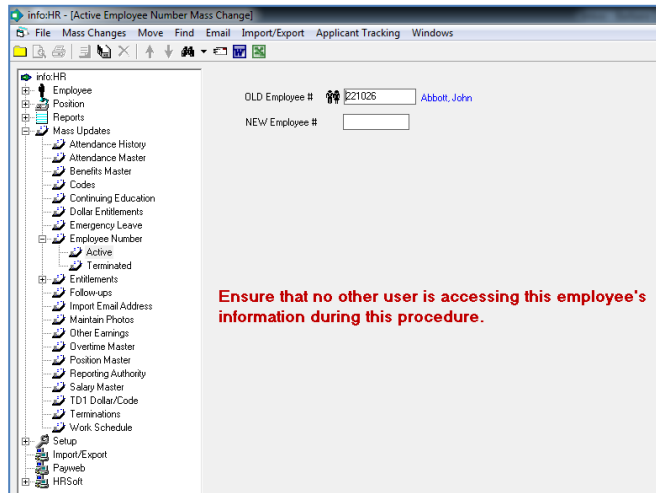 info:HR - [Active Employee Number Mass Change]
File Mass Changes Move Find Email Import/Export Applicant Tracking Windows
info:HR
Employee
Position
Reports
Mass Updates
Attendance History
Attendance Master
Benefits Master
Codes
Continuing Education
Dollar Entitlements
Emergency Leave
Employee Number
Active
Terminated
Entitlements
Follow-ups
Import Email Address
Maintain Photos
Other Earnings
Overtime Master
Position Master
Reporting Authority
Salary Master
TD1 Dollar/Code
Terminations
Work Schedule
Setup
Import/Export
Payweb
HRSoft
OLD Employee # 221026 Abbott, John
NEW Employee #
Ensure that no other user is accessing this employee's
information during this procedure.